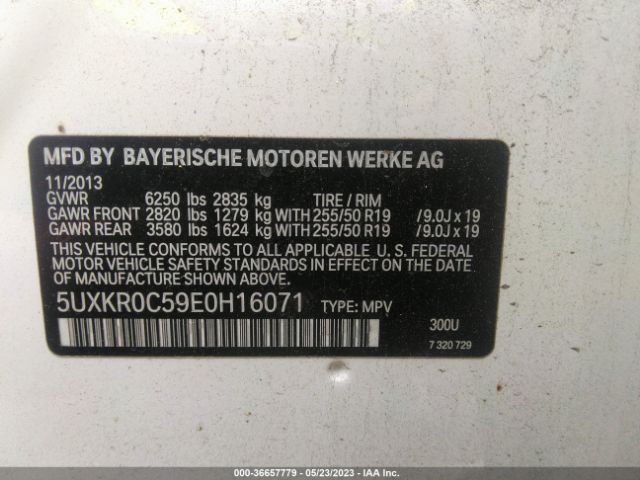 MFD BY BAYERISCHE MOTOREN WERKE AG
11/2013
GVWR 6250 lbs 2835 kg TIRE / RIM
GAWR FRONT 2820 lbs 1279 kg WITH 255/50 R19 /9.0J x 19
GAWR REAR 3580 lbs 1624 kg WITH 255/50 R19 /9.0J x 19
THIS VEHICLE CONFORMS TO ALL APPLICABLE U. S. FEDERAL
MOTOR VEHICLE SAFETY STANDARDS IN EFFECT ON THE DATE
OF MANUFACTURE SHOWN ABOVE.
5UXKR0C59E0H16071 TYPE: MPV
300U
7 320 729
000-36657779 - 05/23/2023 - IAA Inc.